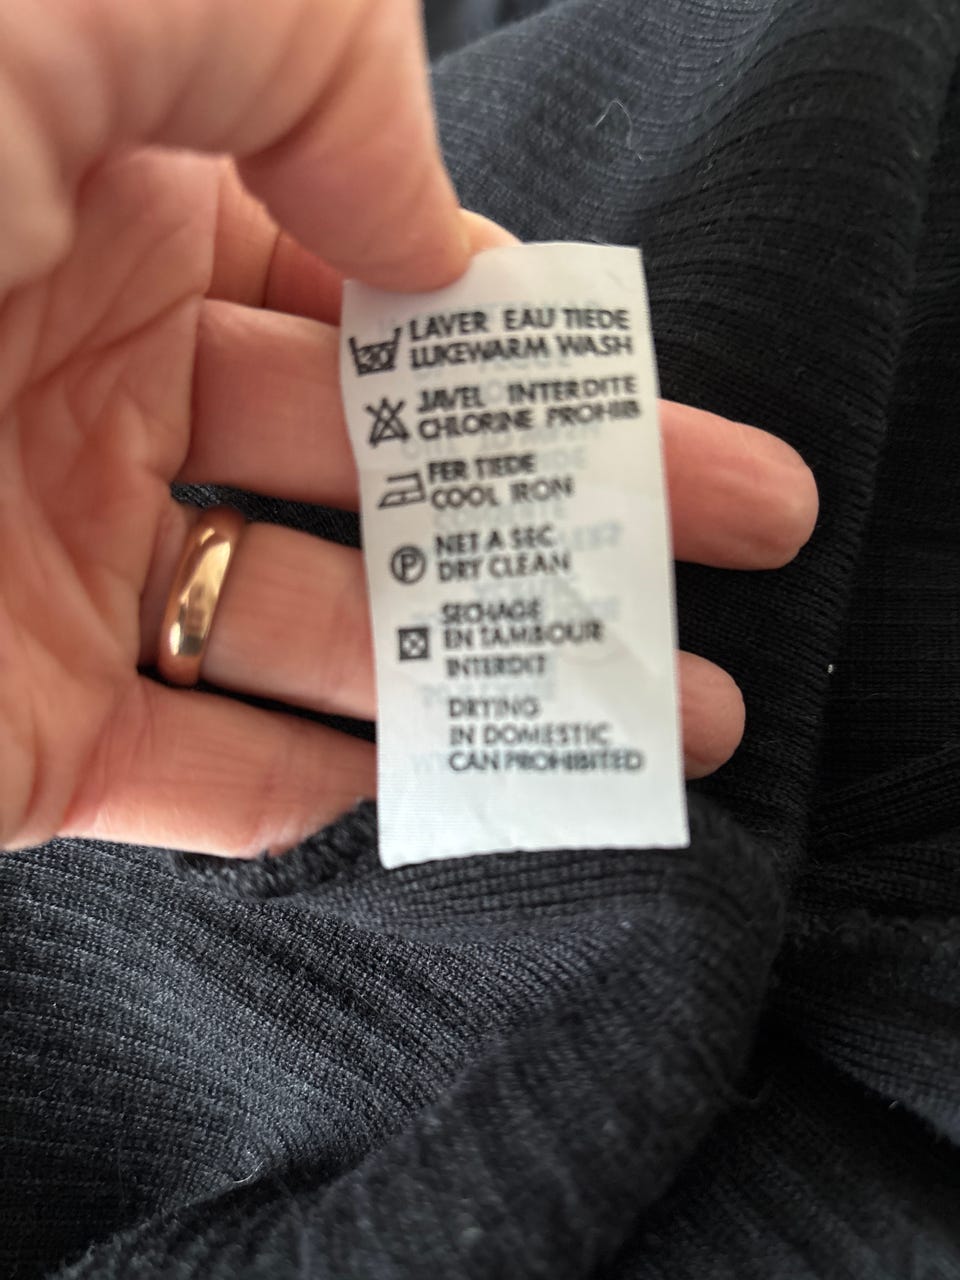 30 LAVER EAU TIEDE
LUKEWARM WASH
JAVEL INTERDITE
CHLORINE PROHIB
FER TIEDE
COOL IRON
P NET A SEC
DRY CLEAN
SECHAGE
EN TAMBOUR
INTERDIT
DRYING
IN DOMESTIC
CAN PROHIBITED